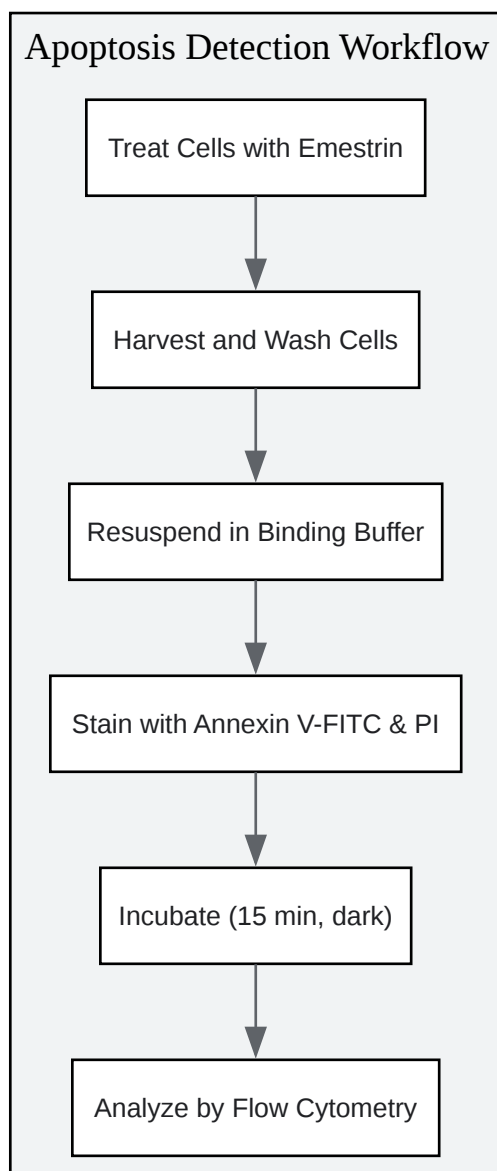 Apoptosis Detection Workflow
Treat Cells with Emestrin
Harvest and Wash Cells
Resuspend in Binding Buffer
Stain with Annexin V-FITC & PI
Incubate (15 min, dark)
Analyze by Flow Cytometry